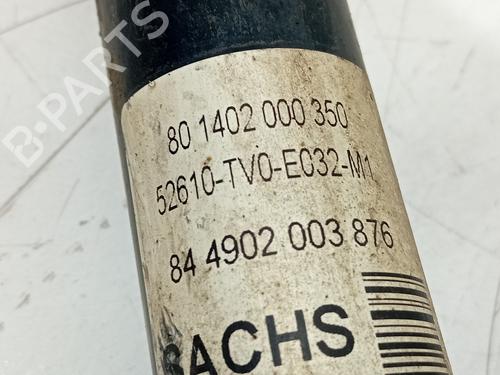 B-PARTS
80 1402 000 350
52610-TV0-E032-M1
84 4902 003 876
SACHS